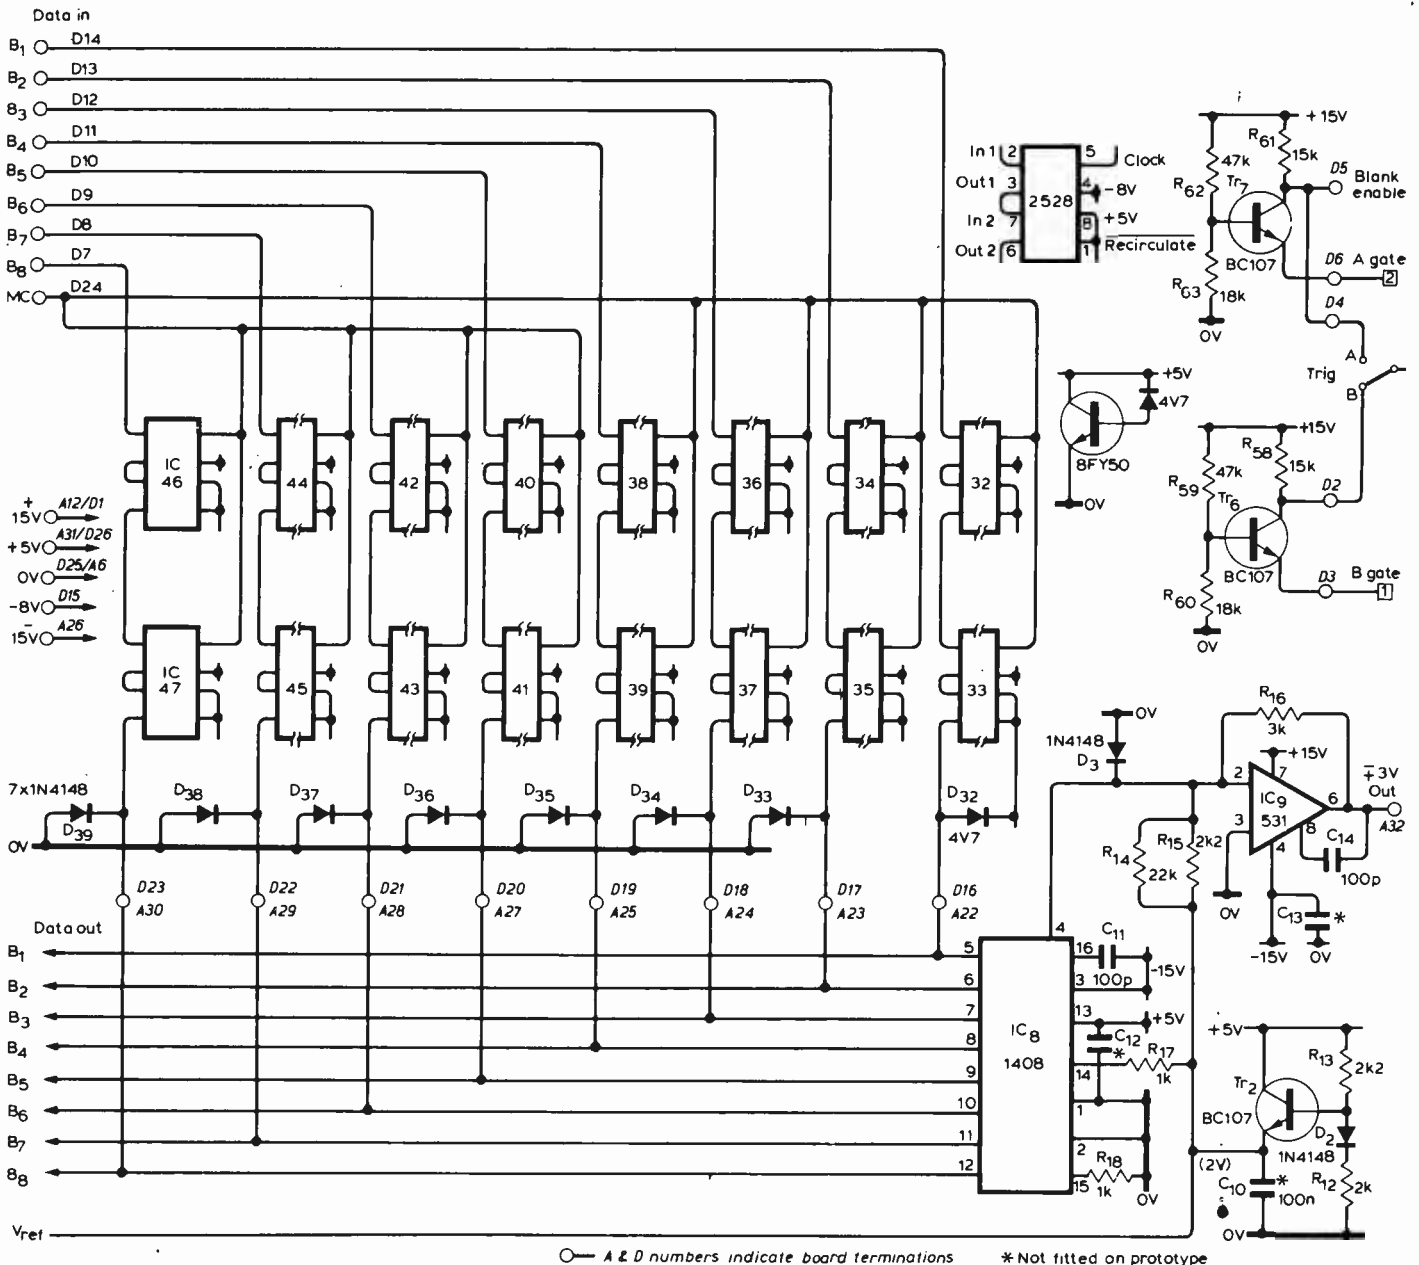 Data in
B1 D14
B2 D13
B3 D12
B4 D11
B5 D10
B6 D9
B7 D8
B8 D7
MC D24
In 1 2
Out 1 3
In 2 7
Out 2 6
2528
5 Clock
4 -8V
8 +5V
1 Recirculate
+15V
R61
15k
47k
R62
Tr7
BC107
R63
18k
0V
D5 Blank
enable
D6 A gate
2
D4
A
Trig
B
+5V
4V7
BFY50
0V
+15V
R58
15k
47k
R59
Tr6
BC107
R60
18k
0V
D2
D3 B gate
1
IC
46
44
42
40
38
36
34
32
+
15V A12/D1
+5V A31/D26
0V D25/A6
-8V D15
-
15V A26
IC
47
45
43
41
39
37
35
33
7x1N4148
D39
D38
D37
D36
D35
D34
D33
D32
4V7
0V
D23
A30
D22
A29
D21
A28
D20
A27
D19
A25
D18
A24
D17
A23
D16
A22
0V
1N4148
D3
R16
3k
+15V
2
7
IC9
531
6
3
8
4
∓3V
Out
A32
C14
100p
R14
22k
R15
2k2
0V
C13
*
-15V
0V
Data out
B1
B2
B3
B4
B5
B6
B7
B8
5
6
7
8
9
10
11
12
4
IC8
1408
16
C11
100p
-15V
3
13
+5V
C12
*
R17
1k
14
1
2
R18
15
1k
0V
+5V
R13
2k2
Tr2
BC107
D2
1N4148
(2V)
C10
*
100n
R12
2k
0V
Vref
A & D numbers indicate board terminations
* Not fitted on prototype